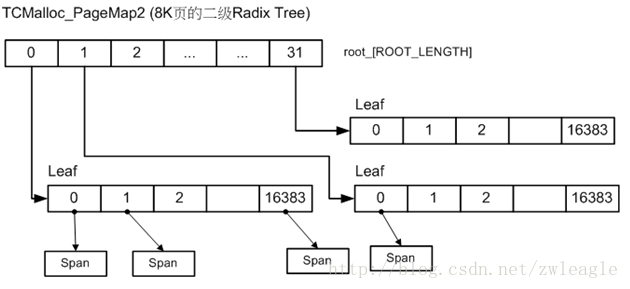 TCMalloc_PageMap2 (8K页的二级Radix Tree)
0 1 2 ... ... 31 root_[ROOT_LENGTH]
Leaf
0 1 2 16383
Leaf
0 1 2 16383
Leaf
0 1 2 16383
Span Span Span Span
http://blog.csdn.net/zwleagle